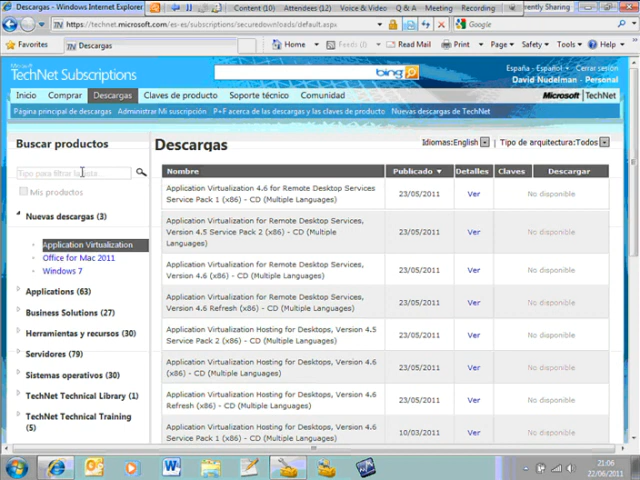 Descargas - Windows Internet Explorer
Content (10)
Attendees (12)
Voice & Video
Q & A
Meeting
Recording
rrently Sharing
https://technet.microsoft.com/es-es/subscriptions/securedownloads/default.aspx
Google
Favorites
Descargas
Home
Feeds (J)
Read Mail
Print
Page
Safety
Tools
Help
Microsoft
TechNet Subscriptions
bing
España - Español
Cerrar sesión
David Nudelman - Personal
Inicio
Comprar
Descargas
Claves de producto
Soporte técnico
Comunidad
Microsoft | TechNet
Página principal de descargas
Administrar Mi suscripción
P+F acerca de las descargas y las claves de producto
Nuevas descargas de TechNet
Buscar productos
Tipo para filtrar la lista
Mis productos
Nuevas descargas (3)
Application Virtualization
Office for Mac 2011
Windows 7
Applications (63)
Business Solutions (27)
Herramientas y recursos (30)
Servidores (79)
Sistemas operativos (30)
TechNet Technical Library (1)
TechNet Technical Training
(5)
Descargas
Idiomas:English
| Tipo de arquitectura:Todos
Nombre
Publicado
Detalles
Claves
Descargar
Application Virtualization 4.6 for Remote Desktop Services
Service Pack 1 (x86) - CD (Multiple Languages)
23/05/2011
Ver
No disponible
Application Virtualization for Remote Desktop Services,
Version 4.5 Service Pack 2 (x86) - CD (Multiple
Languages)
23/05/2011
Ver
No disponible
Application Virtualization for Remote Desktop Services,
Version 4.6 (x86) - CD (Multiple Languages)
23/05/2011
Ver
No disponible
Application Virtualization for Remote Desktop Services,
Version 4.6 Refresh (x86) - CD (Multiple Languages)
23/05/2011
Ver
No disponible
Application Virtualization Hosting for Desktops, Version 4.5
Service Pack 2 (x86) - CD (Multiple Languages)
23/05/2011
Ver
No disponible
Application Virtualization Hosting for Desktops, Version 4.6
(x86) - CD (Multiple Languages)
23/05/2011
Ver
No disponible
Application Virtualization Hosting for Desktops, Version 4.6
Refresh (x86) - CD (Multiple Languages)
23/05/2011
Ver
No disponible
Application Virtualization Hosting for Desktops, Version 4.6
Service Pack 1 (x86) - CD (Multiple Languages)
10/03/2011
Ver
No disponible
21:06
22/06/2011